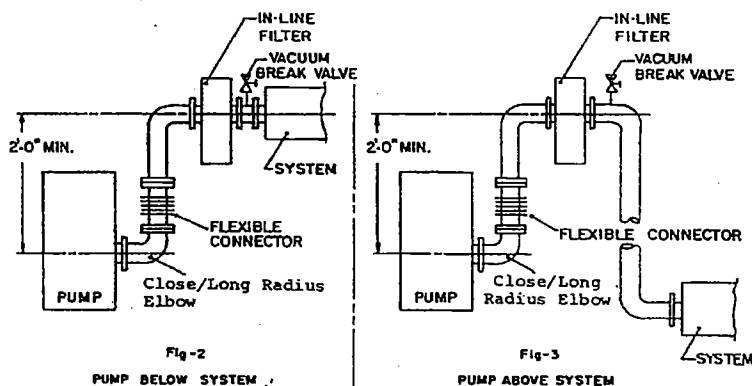 IN-LINE
FILTER
VACUUM
BREAK VALVE
2'-0" MIN.
SYSTEM
FLEXIBLE
CONNECTOR
Close/Long Radius
Elbow
PUMP
Fig-2
PUMP BELOW SYSTEM
IN-LINE
FILTER
VACUUM
BREAK VALVE
2'-0" MIN.
FLEXIBLE CONNECTOR
Close/Long
Radius Elbow
PUMP
SYSTEM
Fig-3
PUMP ABOVE SYSTEM